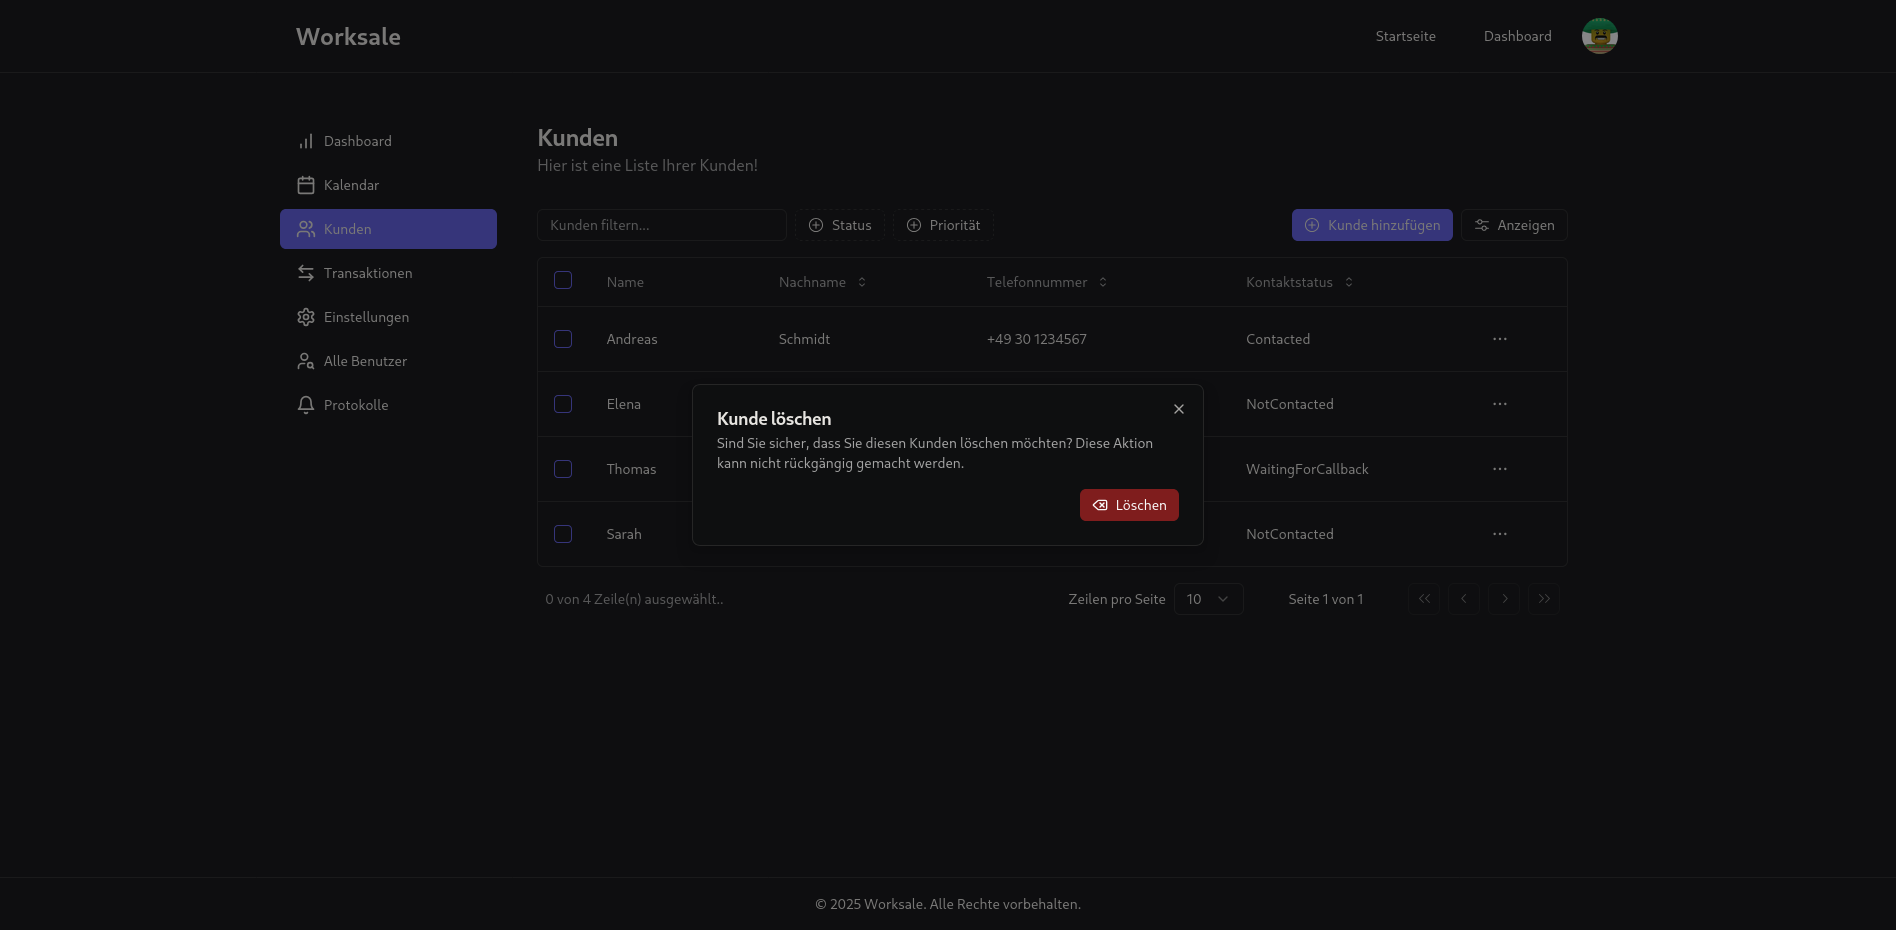 Worksale
Startseite
Dashboard
Dashboard
Kalendar
Kunden
Transaktionen
Einstellungen
Alle Benutzer
Protokolle
Kunden
Hier ist eine Liste Ihrer Kunden!
Kunden filtern...
Status
Priorität
Kunde hinzufügen
Anzeigen
Name Nachname Telefonnummer Kontaktstatus
Andreas Schmidt +49 30 1234567 Contacted
Elena NotContacted
Thomas WaitingForCallback
Sarah NotContacted
Kunde löschen
Sind Sie sicher, dass Sie diesen Kunden löschen möchten? Diese Aktion
kann nicht rückgängig gemacht werden.
Löschen
0 von 4 Zeile(n) ausgewählt..
Zeilen pro Seite 10
Seite 1 von 1
© 2025 Worksale. Alle Rechte vorbehalten.